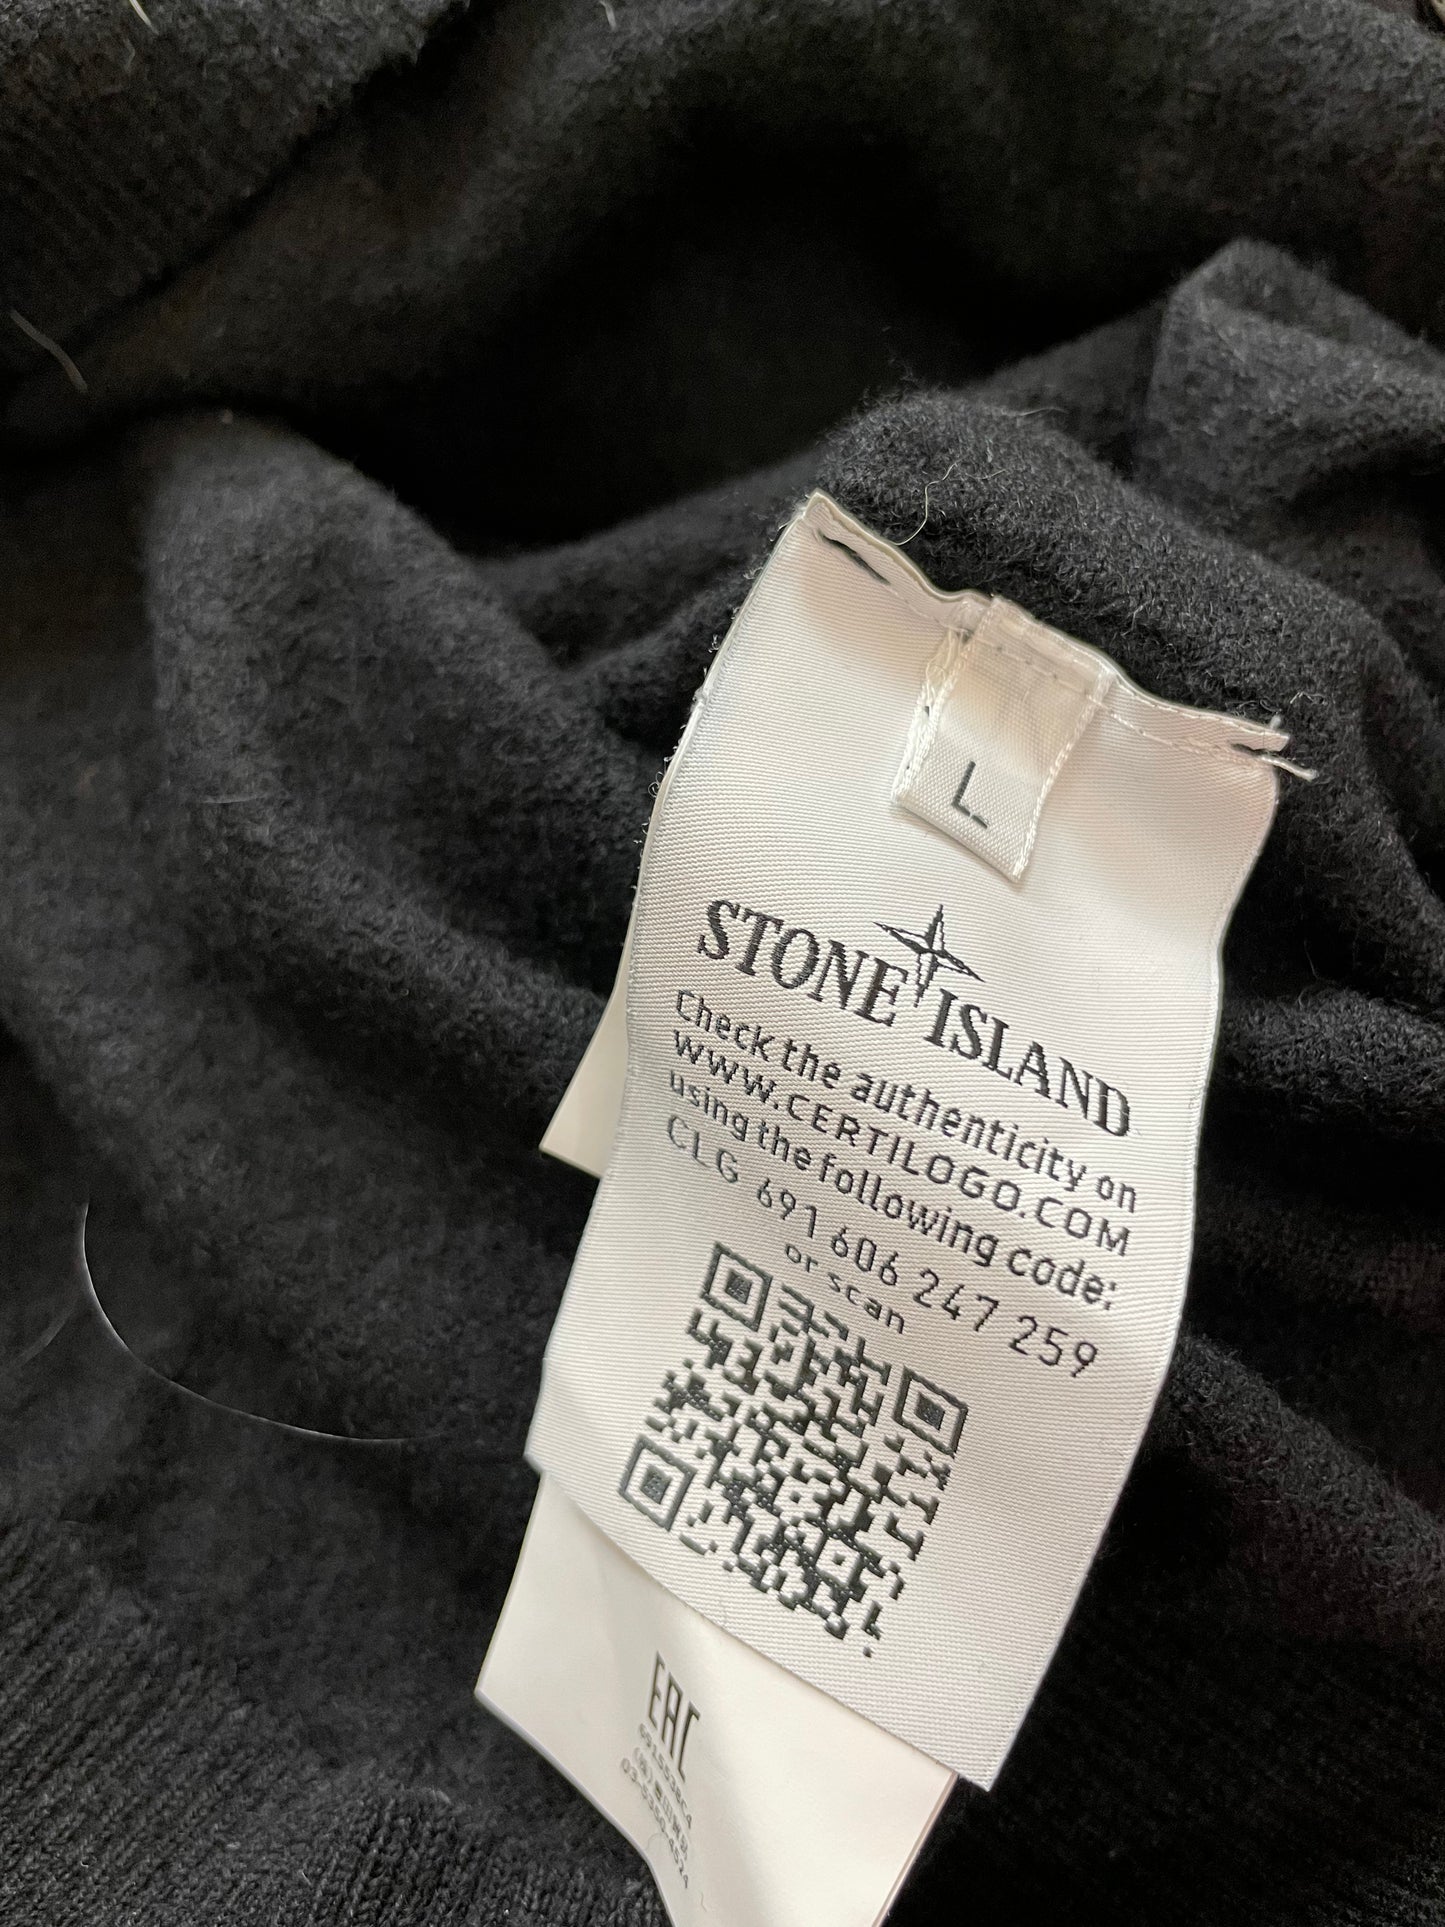 L
STONE ISLAND
Check the authenticity on
WWW.CERTILOGO.COM
using the following code:
CLG 691 606 247 259
or scan
EAC